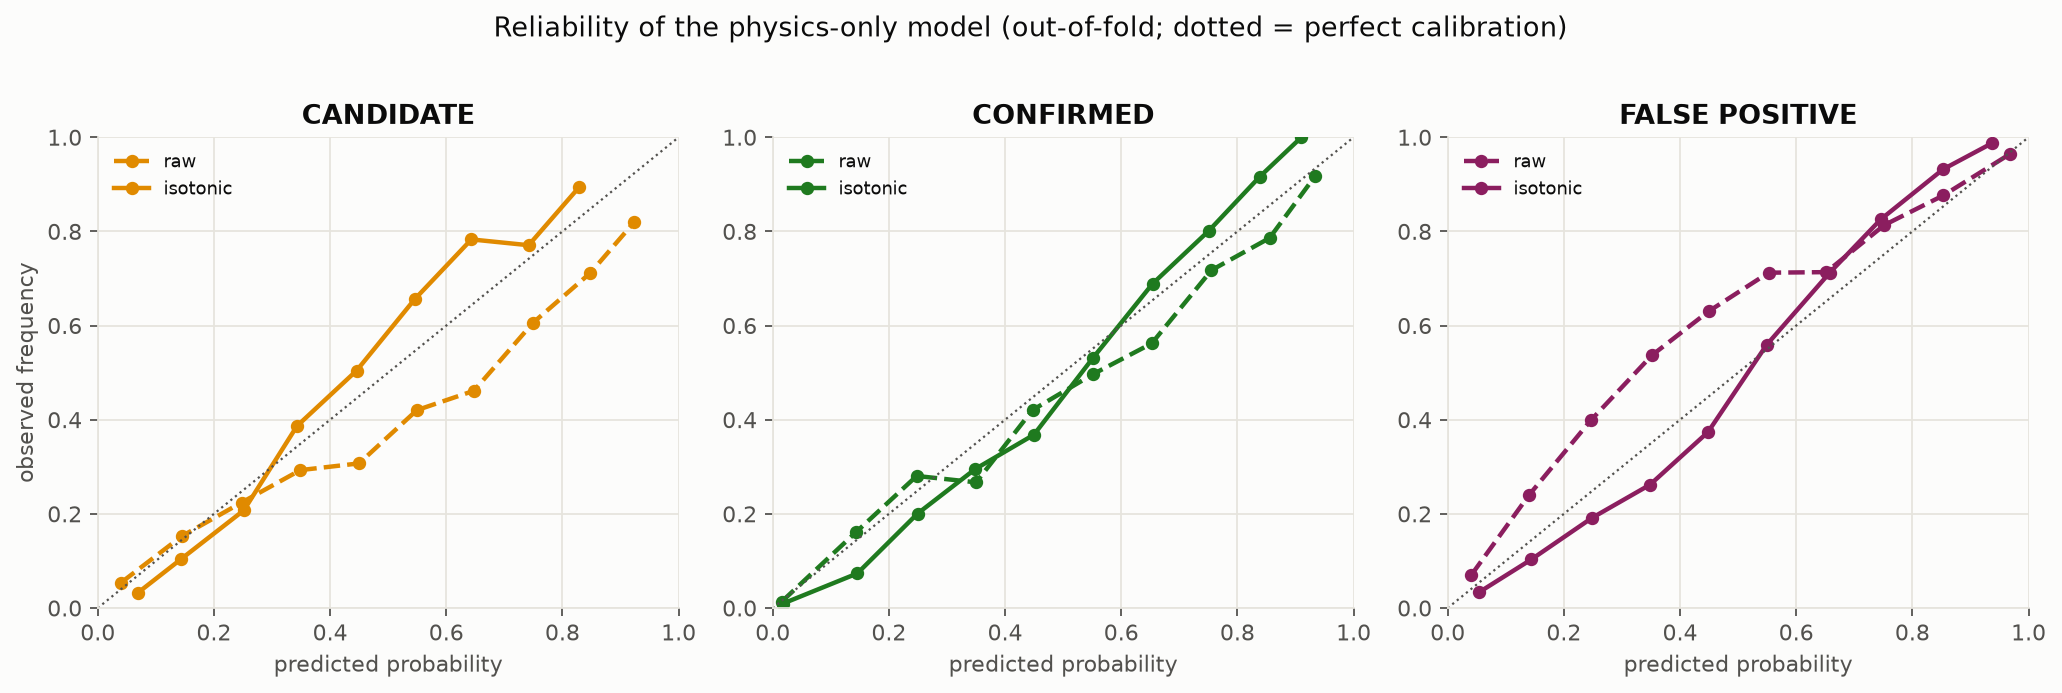 Reliability of the physics-only model (out-of-fold; dotted = perfect calibration)
CANDIDATE
observed frequency
1.0
0.8
0.6
0.4
0.2
0.0
raw
isotonic
0.0 0.2 0.4 0.6 0.8 1.0
predicted probability
CONFIRMED
1.0
0.8
0.6
0.4
0.2
0.0
raw
isotonic
0.0 0.2 0.4 0.6 0.8 1.0
predicted probability
FALSE POSITIVE
1.0
0.8
0.6
0.4
0.2
0.0
raw
isotonic
0.0 0.2 0.4 0.6 0.8 1.0
predicted probability